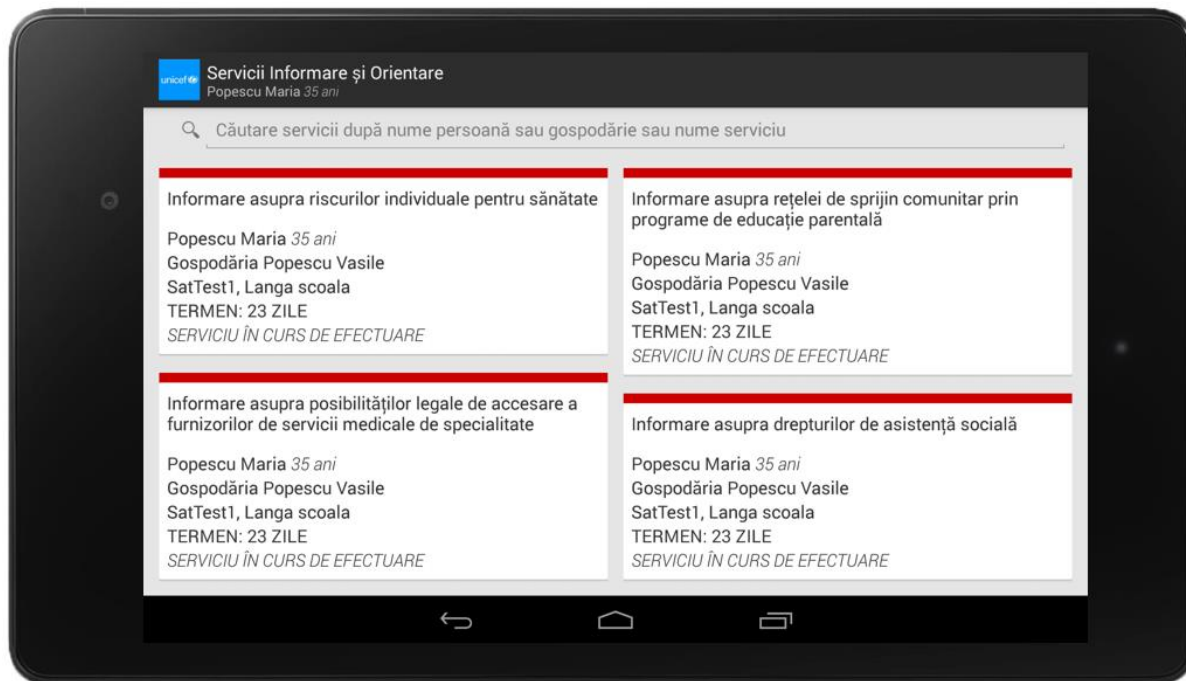 unicef
Servicii Informare și Orientare
Popescu Maria 35 ani
Căutare servicii după nume persoană sau gospodărie sau nume serviciu
Informare asupra riscurilor individuale pentru sănătate
Popescu Maria 35 ani
Gospodăria Popescu Vasile
SatTest1, Langa scoala
TERMEN: 23 ZILE
SERVICIU ÎN CURS DE EFECTUARE
Informare asupra rețelei de sprijin comunitar prin
programe de educație parentală
Popescu Maria 35 ani
Gospodăria Popescu Vasile
SatTest1, Langa scoala
TERMEN: 23 ZILE
SERVICIU ÎN CURS DE EFECTUARE
Informare asupra posibilităților legale de accesare a
furnizorilor de servicii medicale de specialitate
Popescu Maria 35 ani
Gospodăria Popescu Vasile
SatTest1, Langa scoala
TERMEN: 23 ZILE
SERVICIU ÎN CURS DE EFECTUARE
Informare asupra drepturilor de asistență socială
Popescu Maria 35 ani
Gospodăria Popescu Vasile
SatTest1, Langa scoala
TERMEN: 23 ZILE
SERVICIU ÎN CURS DE EFECTUARE